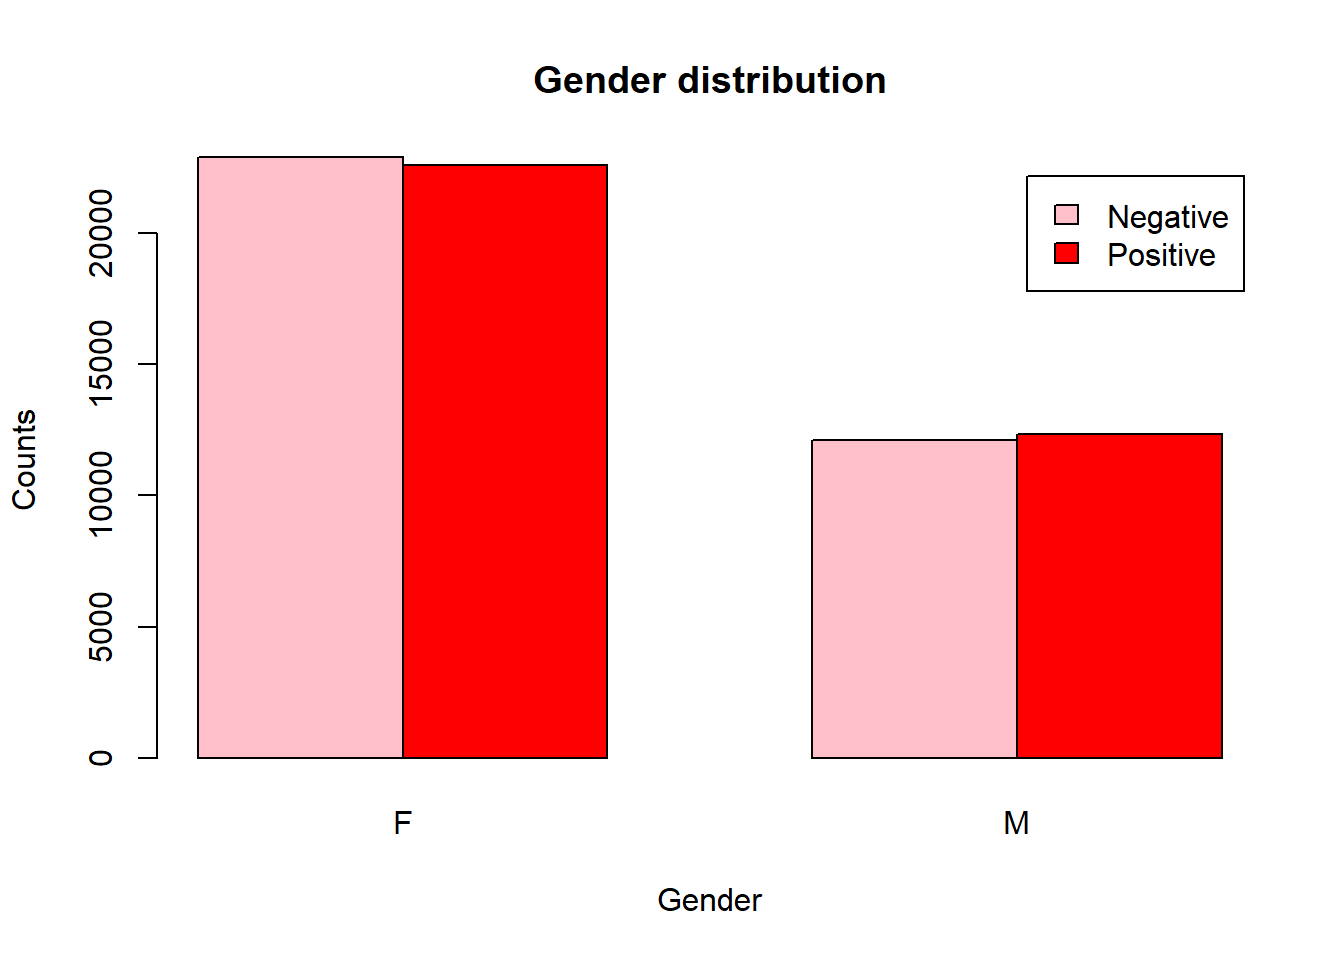 Gender distribution
Negative
Positive
20000
15000
10000
5000
0
Counts
F
M
Gender